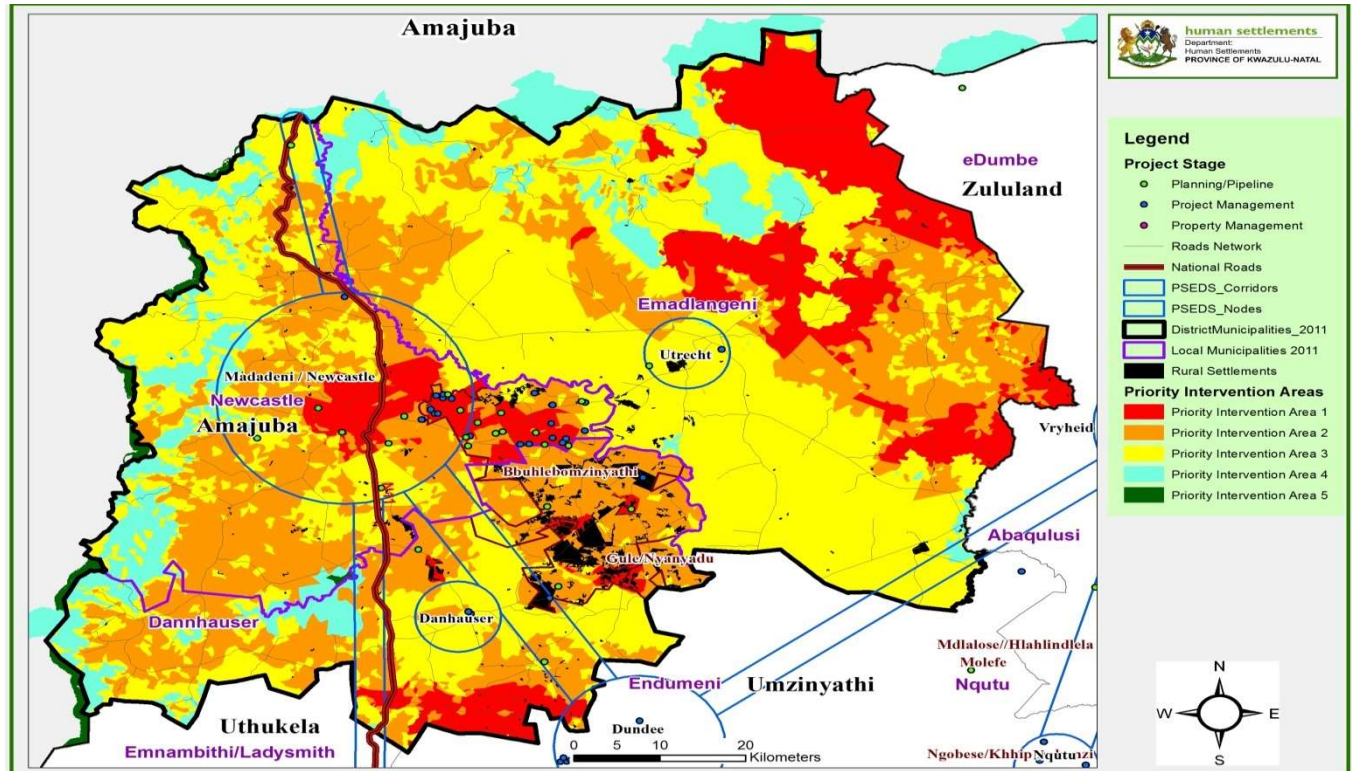 Amajuba
human settlements
Department:
Human Settlements
PROVINCE OF KWAZULU-NATAL
Legend
Project Stage
Planning/Pipeline
Project Management
Property Management
Roads Network
National Roads
PSEDS_Corridors
PSEDS_Nodes
DistrictMunicipalities_2011
Local Municipalities 2011
Rural Settlements
Priority Intervention Areas
Priority Intervention Area 1
Priority Intervention Area 2
Priority Intervention Area 3
Priority Intervention Area 4
Priority Intervention Area 5
eDumbe
Zululand
Emadlangeni
Utrecht
Madadeni / Newcastle
Newcastle
Amajuba
Vryheid
Bbuhlebomzinyathi
Abaqulusi
Gule/Nyanyadu
Dannhauser
Danhauser
Mdlalose//Hlahlindlela
Molefe
Nqutu
Endumeni
Umzinyathi
Uthukela
Emnambithi/Ladysmith
Dundee
0 5 10 20
Kilometers
Nqutu
N
W E
S